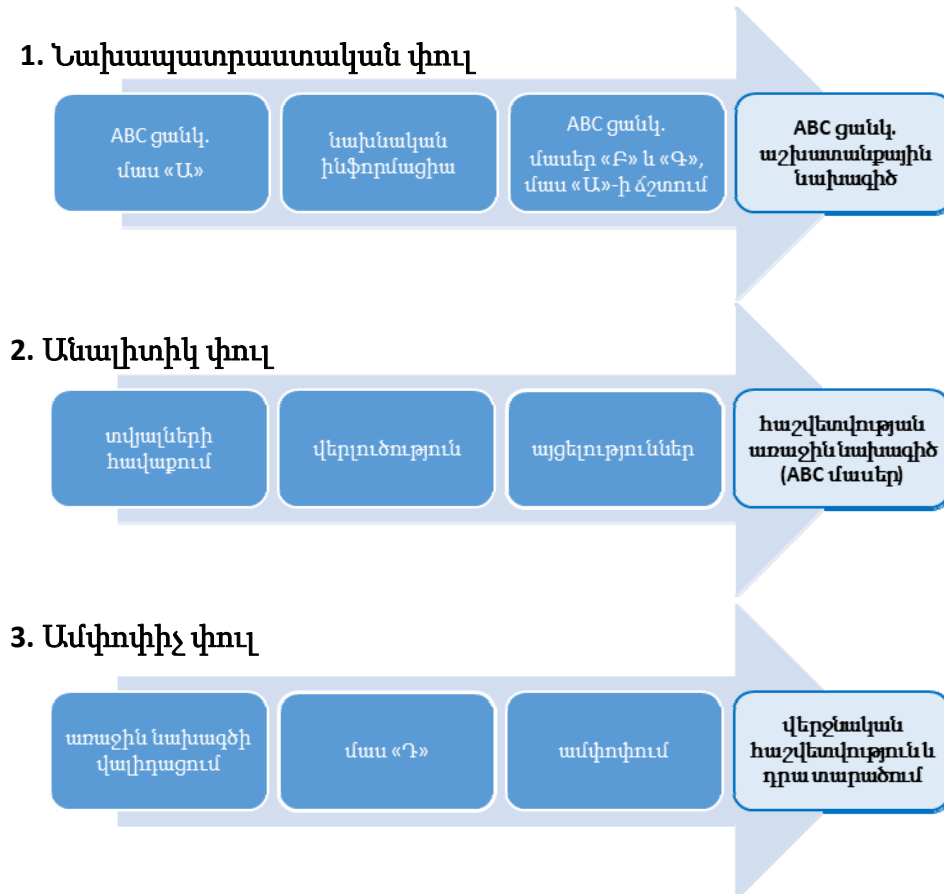 1. Նախապատրաստական փուլ
ABC ցանկ.
մաս «Ա»
նախնական
ինֆորմացիա
ABC ցանկ.
մասեր «Բ» և «Գ»,
մաս «Ա»-ի ճշտում
ABC ցանկ.
աշխատանքային
նախագիծ
2. Անալիտիկ փուլ
տվյալների
հավաքում
վերլուծություն
այցելություններ
հաշվետվության
առաջին նախագիծ
(ABC մասեր)
3. Ամփոփիչ փուլ
առաջին նախագծի
վալիդացում
մաս «Դ»
ամփոփում
վերջնական
հաշվետվություն և
դրա տարածում